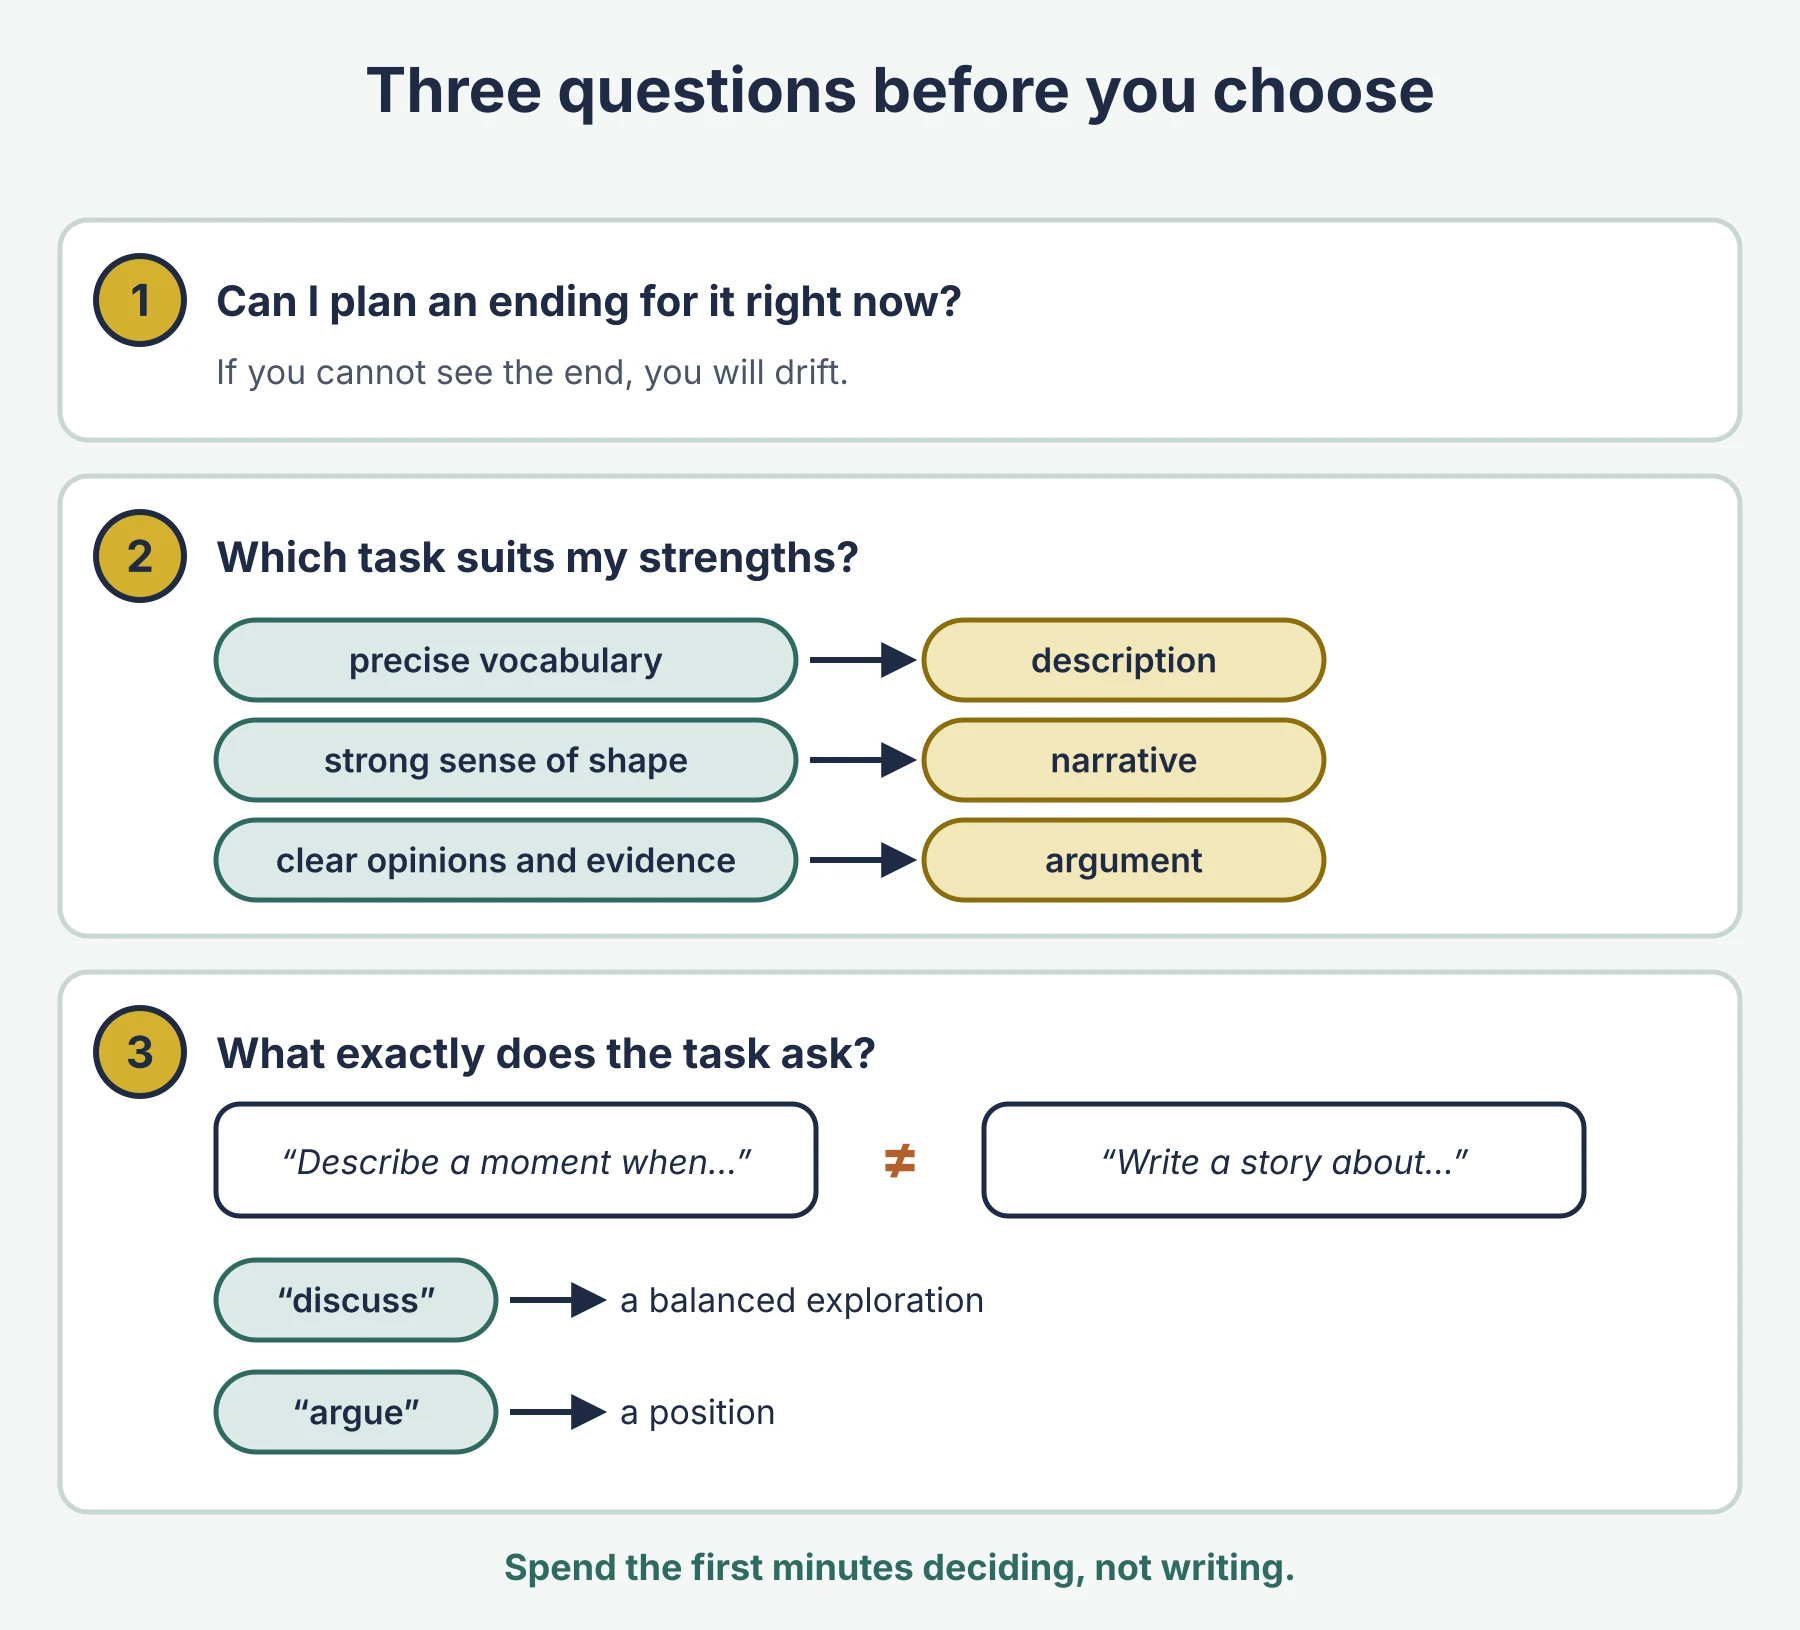 Three questions before you choose
1
Can I plan an ending for it right now?
If you cannot see the end, you will drift.
2
Which task suits my strengths?
precise vocabulary
description
strong sense of shape
narrative
clear opinions and evidence
argument
3
What exactly does the task ask?
“Describe a moment when...”
≠
“Write a story about...”
“discuss”
a balanced exploration
“argue”
a position
Spend the first minutes deciding, not writing.